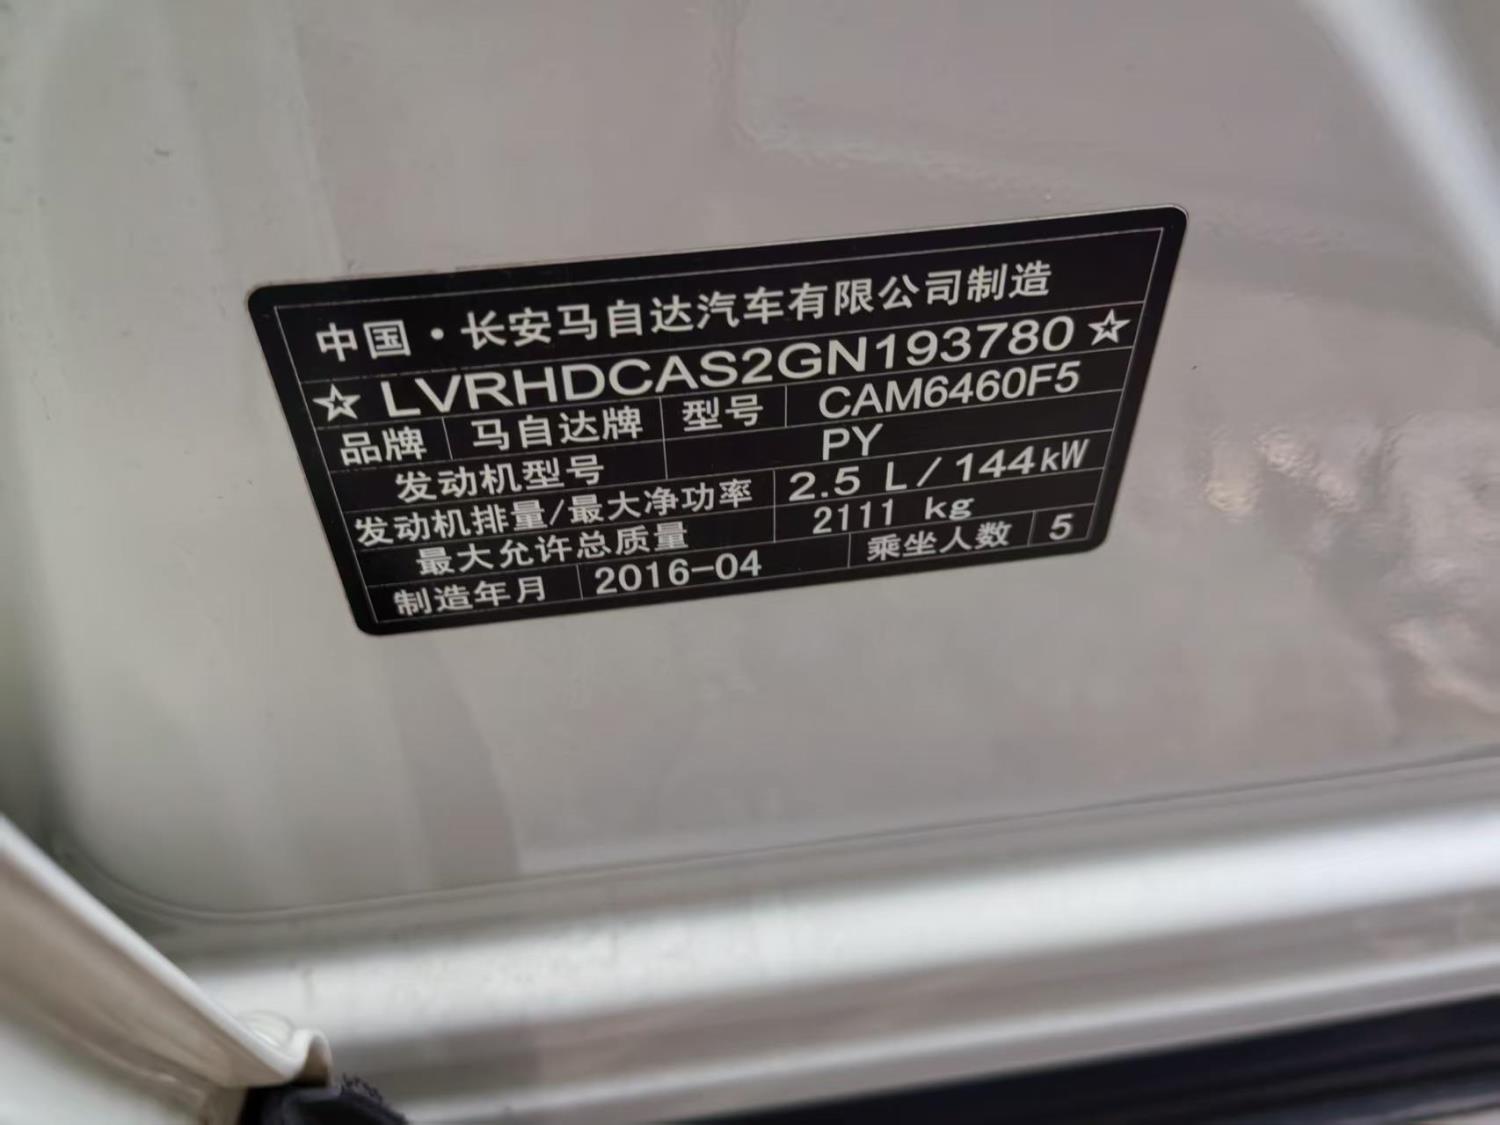 中国·长安马自达汽车有限公司制造
☆ LVRHDCAS2GN193780 ☆
品牌 马自达牌 型号 CAM6460F5
发动机型号 PY
发动机排量/最大净功率 2.5 L/144kW
最大允许总质量 2111 kg
制造年月 2016-04 乘坐人数 5